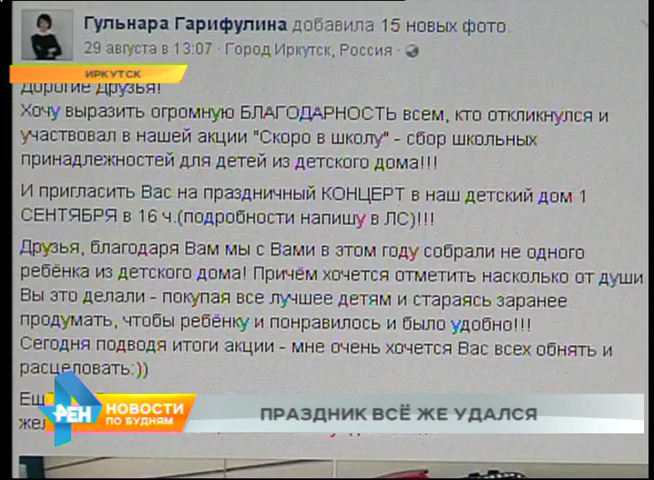 Гульнара Гарифулина добавила 15 новых фото.
29 августа в 13:07 · Город Иркутск, Россия ·
ИРКУТСК
Дорогие Друзья!
Хочу выразить огромную БЛАГОДАРНОСТЬ всем, кто откликнулся и
участвовал в нашей акции "Скоро в школу" - сбор школьных
принадлежностей для детей из детского дома!!!
И пригласить Вас на праздничный КОНЦЕРТ в наш детский дом 1
СЕНТЯБРЯ в 16 ч.(подробности напишу в ЛС)!!!
Друзья, благодаря Вам мы с Вами в этом году собрали не одного
ребёнка из детского дома! Причём хочется отметить насколько от души
Вы это делали - покупая все лучшее детям и стараясь заранее
продумать, чтобы ребёнку и понравилось и было удобно!!!
Сегодня подводя итоги акции - мне очень хочется Вас всех обнять и
расцеловать:))
РЕН
НОВОСТИ
ПО БУДНЯМ
ПРАЗДНИК ВСЁ ЖЕ УДАЛСЯ